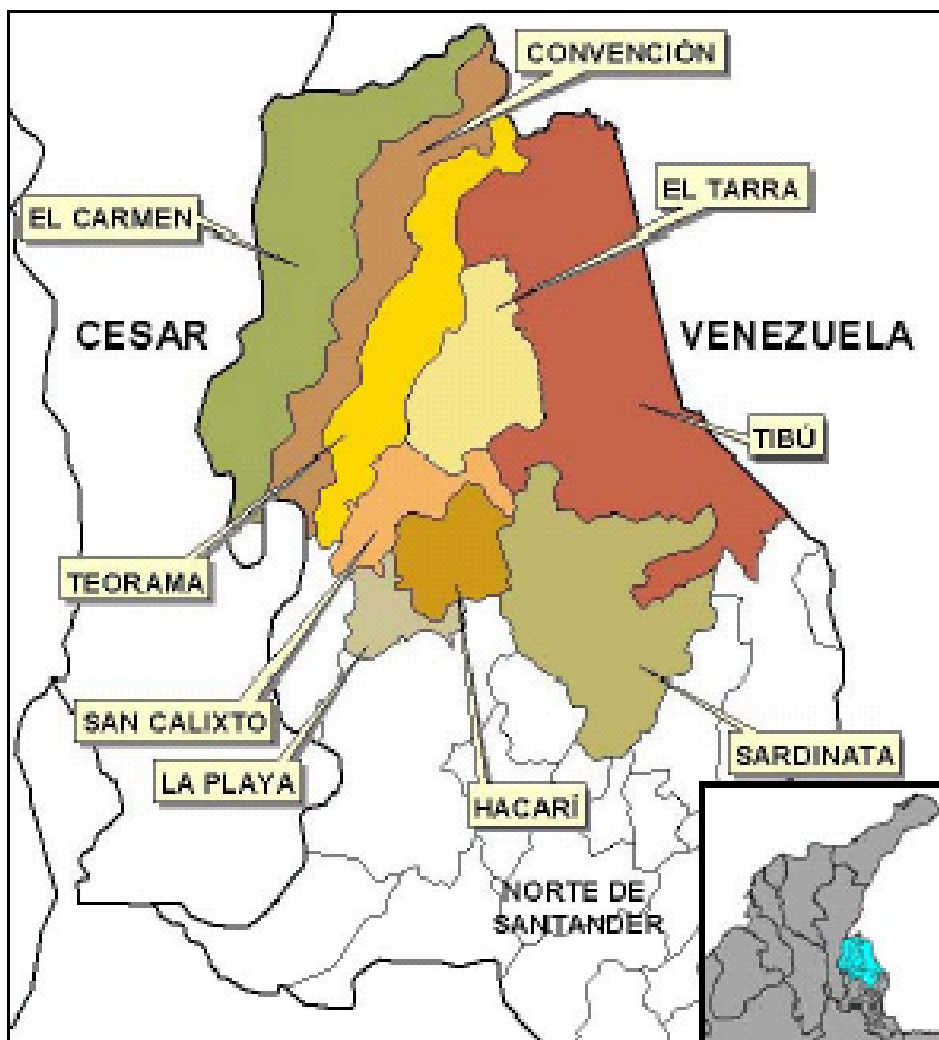 CONVENCIÓN
EL TARRA
EL CARMEN
CESAR
VENEZUELA
TIBÚ
TEORAMA
SAN CALIXTO
LA PLAYA
SARDINATA
HACARÍ
NORTE DE
SANTANDER